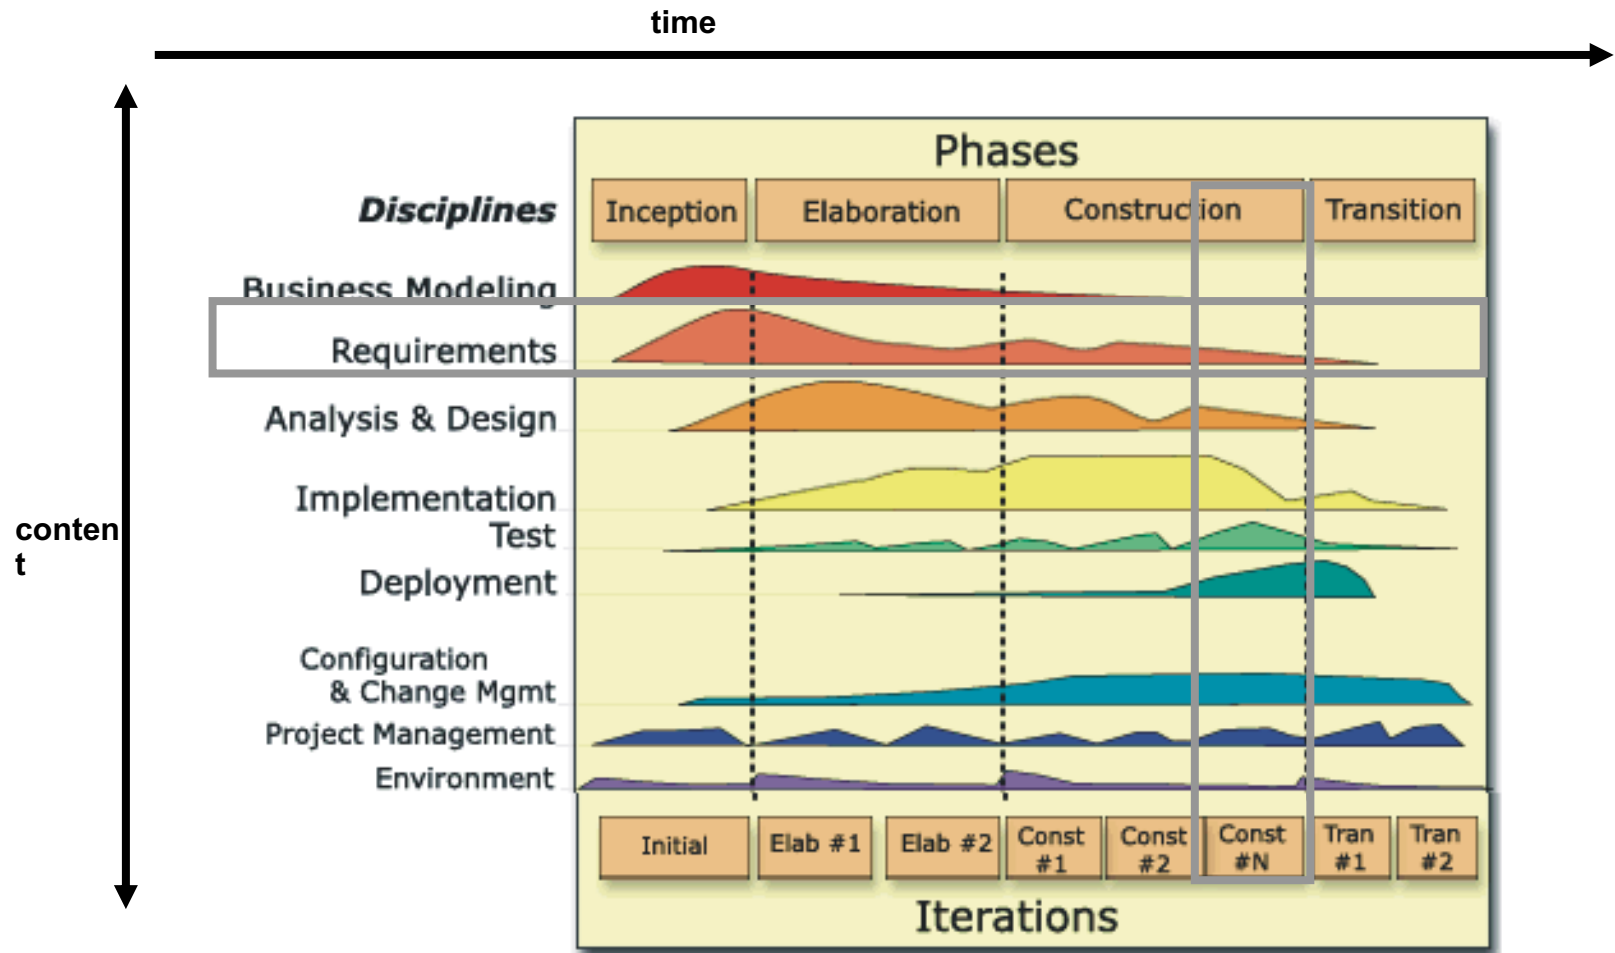 time
Phases
Disciplines
Inception
Elaboration
Construction
Transition
Business Modeling
Requirements
Analysis & Design
Implementation
conten
t
Test
Deployment
Configuration
& Change Mgmt
Project Management
Environment
Initial
Elab #1
Elab #2
Const
#1
Const
#2
Const
#N
Tran
#1
Tran
#2
Iterations